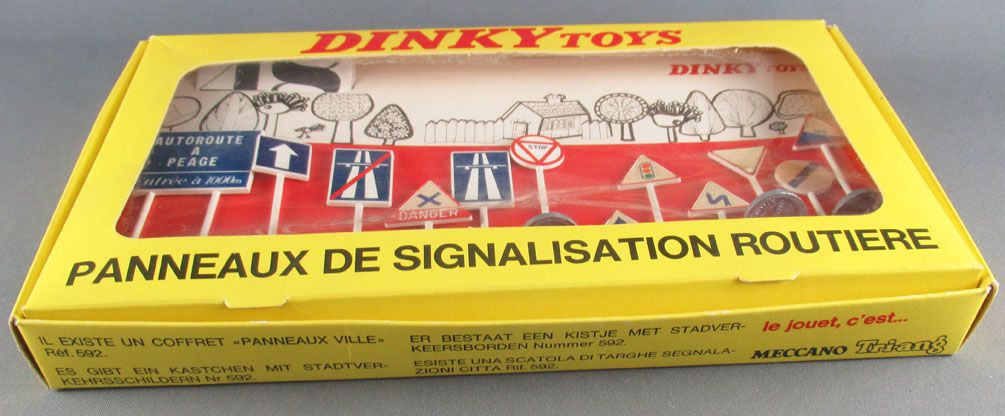 DINKY TOYS
DINKY TOYS
AUTOROUTE
A
PEAGE
Entrée à 1000m
STOP
DANGER
PANNEAUX DE SIGNALISATION ROUTIERE
IL EXISTE UN COFFRET «PANNEAUX VILLE»
Réf. 592.
ES GIBT EIN KASTCHEN MIT STADTVER-
KEHRSSCHILDERN Nr 592.
ER BESTAAT EEN KISTJE MET STADVER-
KEERSBORDEN Nummer 592.
ESISTE UNA SCATOLA DI TARGHE SEGNALA-
ZIONI CITTA Rif. 592.
le jouet, c'est...
MECCANO Tri-ang